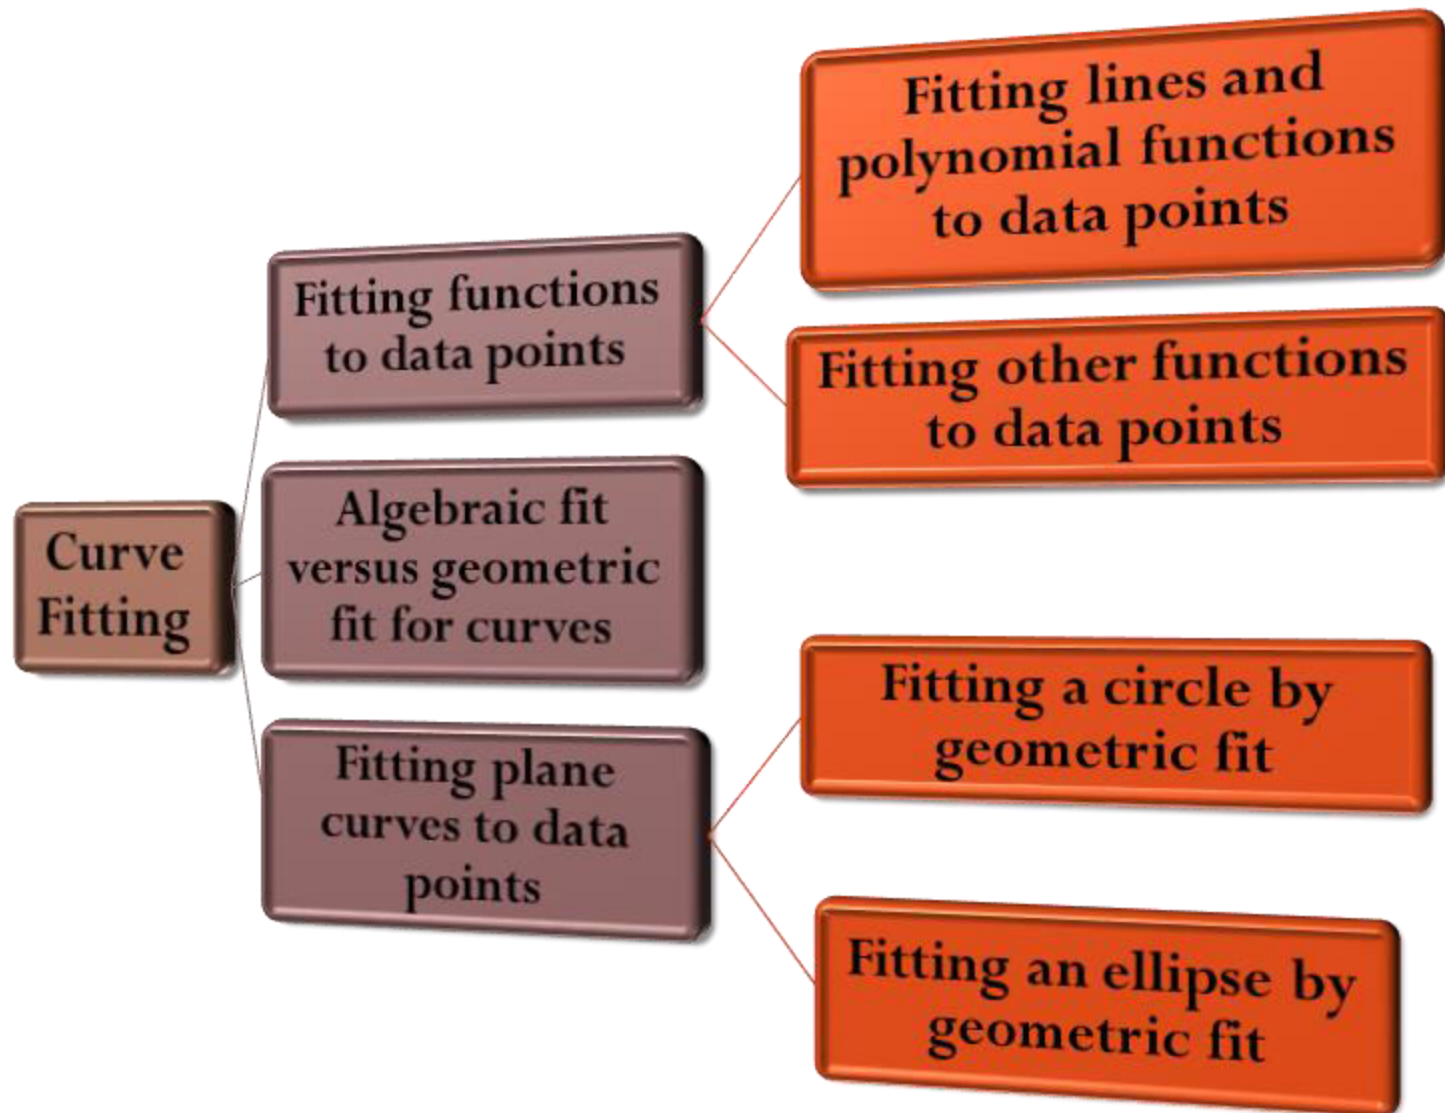 Curve
Fitting
Fitting functions
to data points
Fitting lines and
polynomial functions
to data points
Fitting other functions
to data points
Algebraic fit
versus geometric
fit for curves
Fitting plane
curves to data
points
Fitting a circle by
geometric fit
Fitting an ellipse by
geometric fit